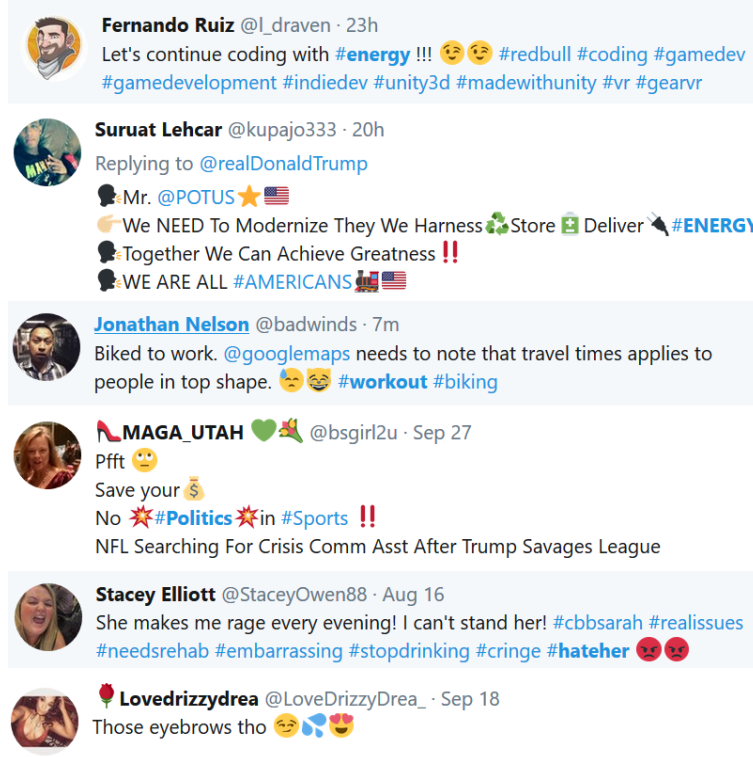 Fernando Ruiz @l_draven · 23h
Let's continue coding with #energy !!! 😉😉 #redbull #coding #gamedev
#gamedevelopment #indiedev #unity3d #madewithunity #vr #gearvr
Suruat Lehcar @kupajo333 · 20h
Replying to @realDonaldTrump
🗣Mr. @POTUS⭐🇺🇸
👉🏼We NEED To Modernize They We Harness♻Store🔋Deliver🔌#ENERGY
🗣Together We Can Achieve Greatness‼
🗣WE ARE ALL #AMERICANS🚂🇺🇸
Jonathan Nelson @badwinds · 7m
Biked to work. @googlemaps needs to note that travel times applies to
people in top shape. 😓😸 #workout #biking
👠MAGA_UTAH 💚💐 @bsgirl2u · Sep 27
Pfft 🙄
Save your💰
No 💥#Politics💥in #Sports ‼
NFL Searching For Crisis Comm Asst After Trump Savages League
Stacey Elliott @StaceyOwen88 · Aug 16
She makes me rage every evening! I can't stand her! #cbbsarah #realissues
#needsrehab #embarrassing #stopdrinking #cringe #hateher 😡😡
🌹Lovedrizzydrea @LoveDrizzyDrea_ · Sep 18
Those eyebrows tho 😏💦😍